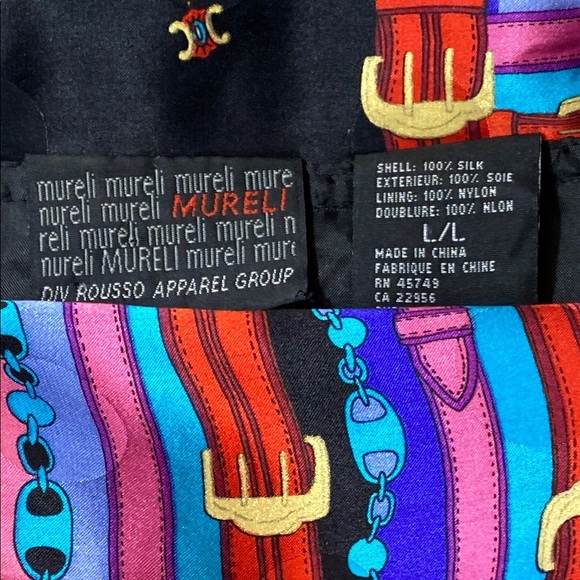 mureli mureli mureli mure
nureli mureli MURELI
reli mureli mureli mureli n
nureli MURELI mureli mure
DIV ROUSSO APPAREL GROUP
SHELL: 100% SILK
EXTERIEUR: 100% SOIE
LINING: 100% NYLON
DOUBLURE: 100% NLON
L/L
MADE IN CHINA
FABRIQUE EN CHINE
RN 45749
CA 22956